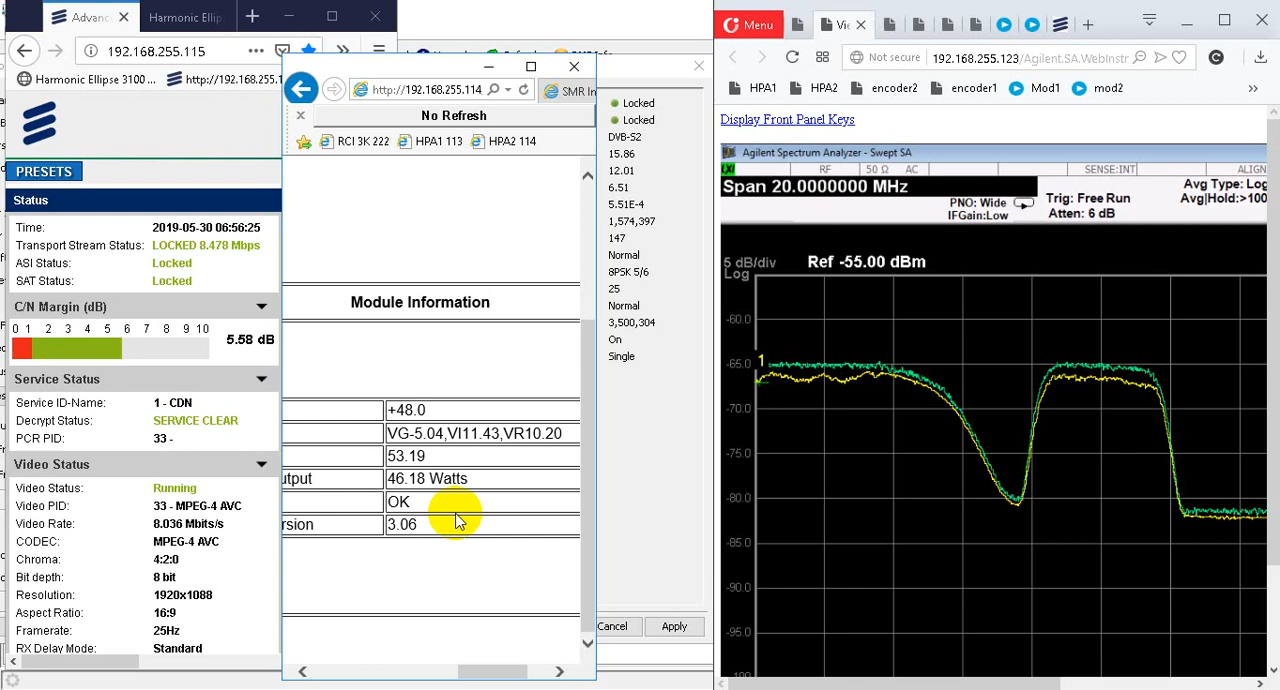 Advanc
Harmonic Ellip
192.168.255.115
Harmonic Ellipse 3100 ...
http://192.168.255.1
PRESETS
Status
Time: 2019-05-30 06:56:25
Transport Stream Status: LOCKED 8.478 Mbps
ASI Status: Locked
SAT Status: Locked
C/N Margin (dB)
0 1 2 3 4 5 6 7 8 9 10
5.58 dB
Service Status
Service ID-Name: 1 - CDN
Decrypt Status: SERVICE CLEAR
PCR PID: 33 -
Video Status
Video Status: Running
Video PID: 33 - MPEG-4 AVC
Video Rate: 8.036 Mbits/s
CODEC: MPEG-4 AVC
Chroma: 4:2:0
Bit depth: 8 bit
Resolution: 1920x1088
Aspect Ratio: 16:9
Framerate: 25Hz
RX Delay Mode: Standard
http://192.168.255.114
SMR In
No Refresh
RCI 3K 222 HPA1 113 HPA2 114
Module Information
+48.0
VG-5.04,VI11.43,VR10.20
53.19
utput 46.18 Watts
OK
rsion 3.06
Locked
Locked
DVB-S2
15.86
12.01
6.51
5.51E-4
1,574,397
147
Normal
8PSK 5/6
25
Normal
3,500,304
On
Single
Cancel
Apply
Menu
Vie
Not secure 192.168.255.123/Agilent.SA.WebInstr
HPA1 HPA2 encoder2 encoder1 Mod1 mod2
Display Front Panel Keys
Agilent Spectrum Analyzer - Swept SA
LXI RF 50 Ω AC SENSE:INT ALIGN
Span 20.0000000 MHz
PNO: Wide
IFGain:Low
Trig: Free Run
Atten: 6 dB
Avg Type: Log
Avg|Hold:>100
5 dB/div
Log
Ref -55.00 dBm
1
-60.0
-65.0
-70.0
-75.0
-80.0
-85.0
-90.0
-95.0
-100